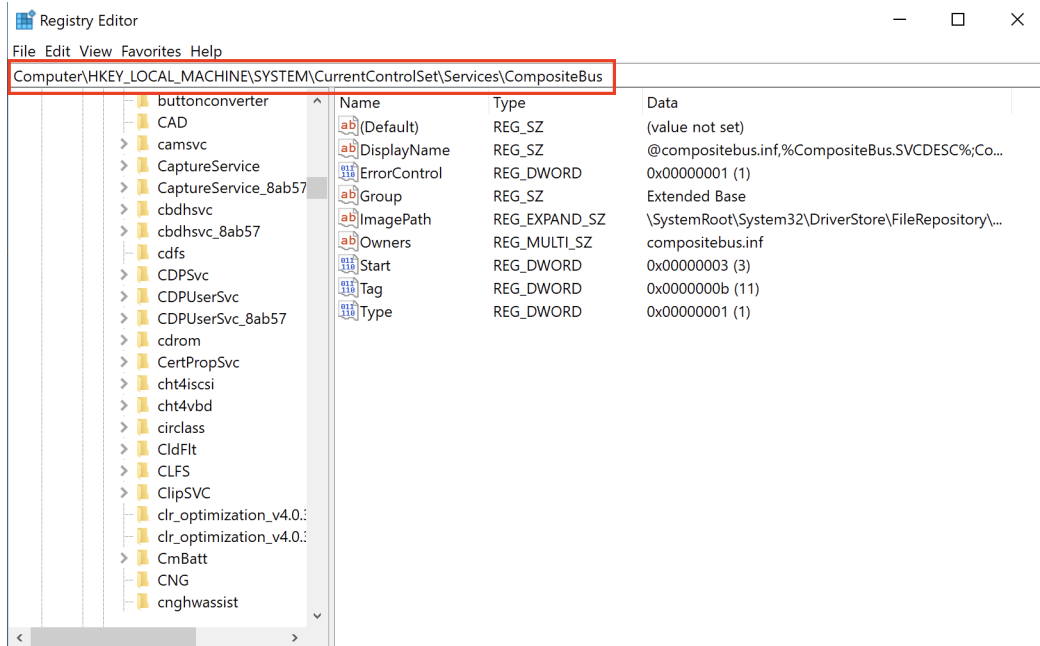 Registry Editor
File Edit View Favorites Help
Computer\HKEY_LOCAL_MACHINE\SYSTEM\CurrentControlSet\Services\CompositeBus
buttonconverter
CAD
camsvc
CaptureService
CaptureService_8ab57
cbdhsvc
cbdhsvc_8ab57
cdfs
CDPSvc
CDPUserSvc
CDPUserSvc_8ab57
cdrom
CertPropSvc
cht4iscsi
cht4vbd
circlass
CldFlt
CLFS
ClipSVC
clr_optimization_v4.0.3
clr_optimization_v4.0.3
CmBatt
CNG
cnghwassist
Name Type Data
(Default) REG_SZ (value not set)
DisplayName REG_SZ @compositebus.inf,%CompositeBus.SVCDESC%;Co...
ErrorControl REG_DWORD 0x00000001 (1)
Group REG_SZ Extended Base
ImagePath REG_EXPAND_SZ \SystemRoot\System32\DriverStore\FileRepository\...
Owners REG_MULTI_SZ compositebus.inf
Start REG_DWORD 0x00000003 (3)
Tag REG_DWORD 0x0000000b (11)
Type REG_DWORD 0x00000001 (1)